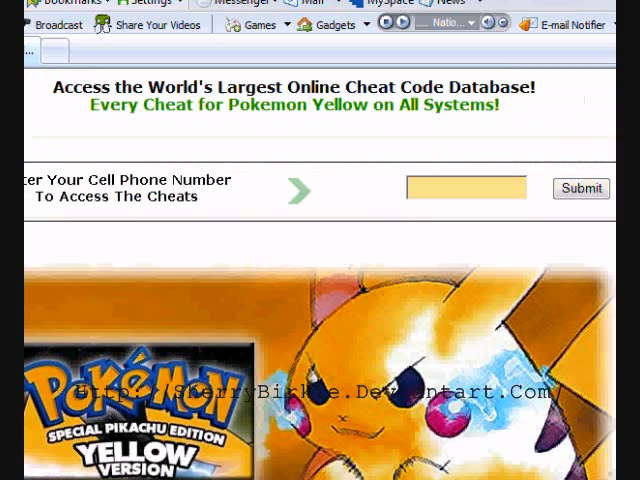 Bookmarks Settings Messenger Mail MySpace News
Broadcast Share Your Videos Games Gadgets Natio... E-mail Notifier
...
Access the World's Largest Online Cheat Code Database!
Every Cheat for Pokemon Yellow on All Systems!
ter Your Cell Phone Number
To Access The Cheats
Submit
POKéMON
SPECIAL PIKACHU EDITION
YELLOW
VERSION